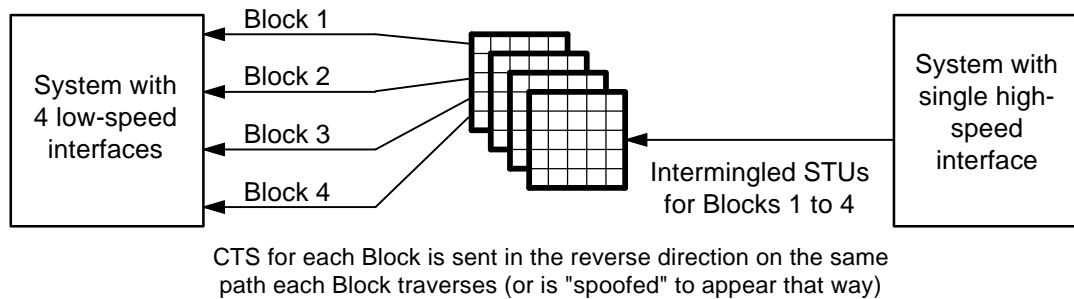 Block 1
Block 2
Block 3
Block 4
System with
4 low-speed
interfaces
System with
single high-
speed
interface
Intermingled STUs
for Blocks 1 to 4
CTS for each Block is sent in the reverse direction on the same
path each Block traverses (or is "spoofed" to appear that way)